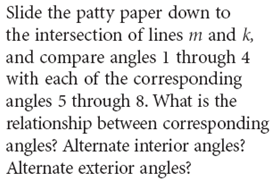 Slide the patty paper down to
the intersection of lines m and k,
and compare angles 1 through 4
with each of the corresponding
angles 5 through 8. What is the
relationship between corresponding
angles? Alternate interior angles?
Alternate exterior angles?